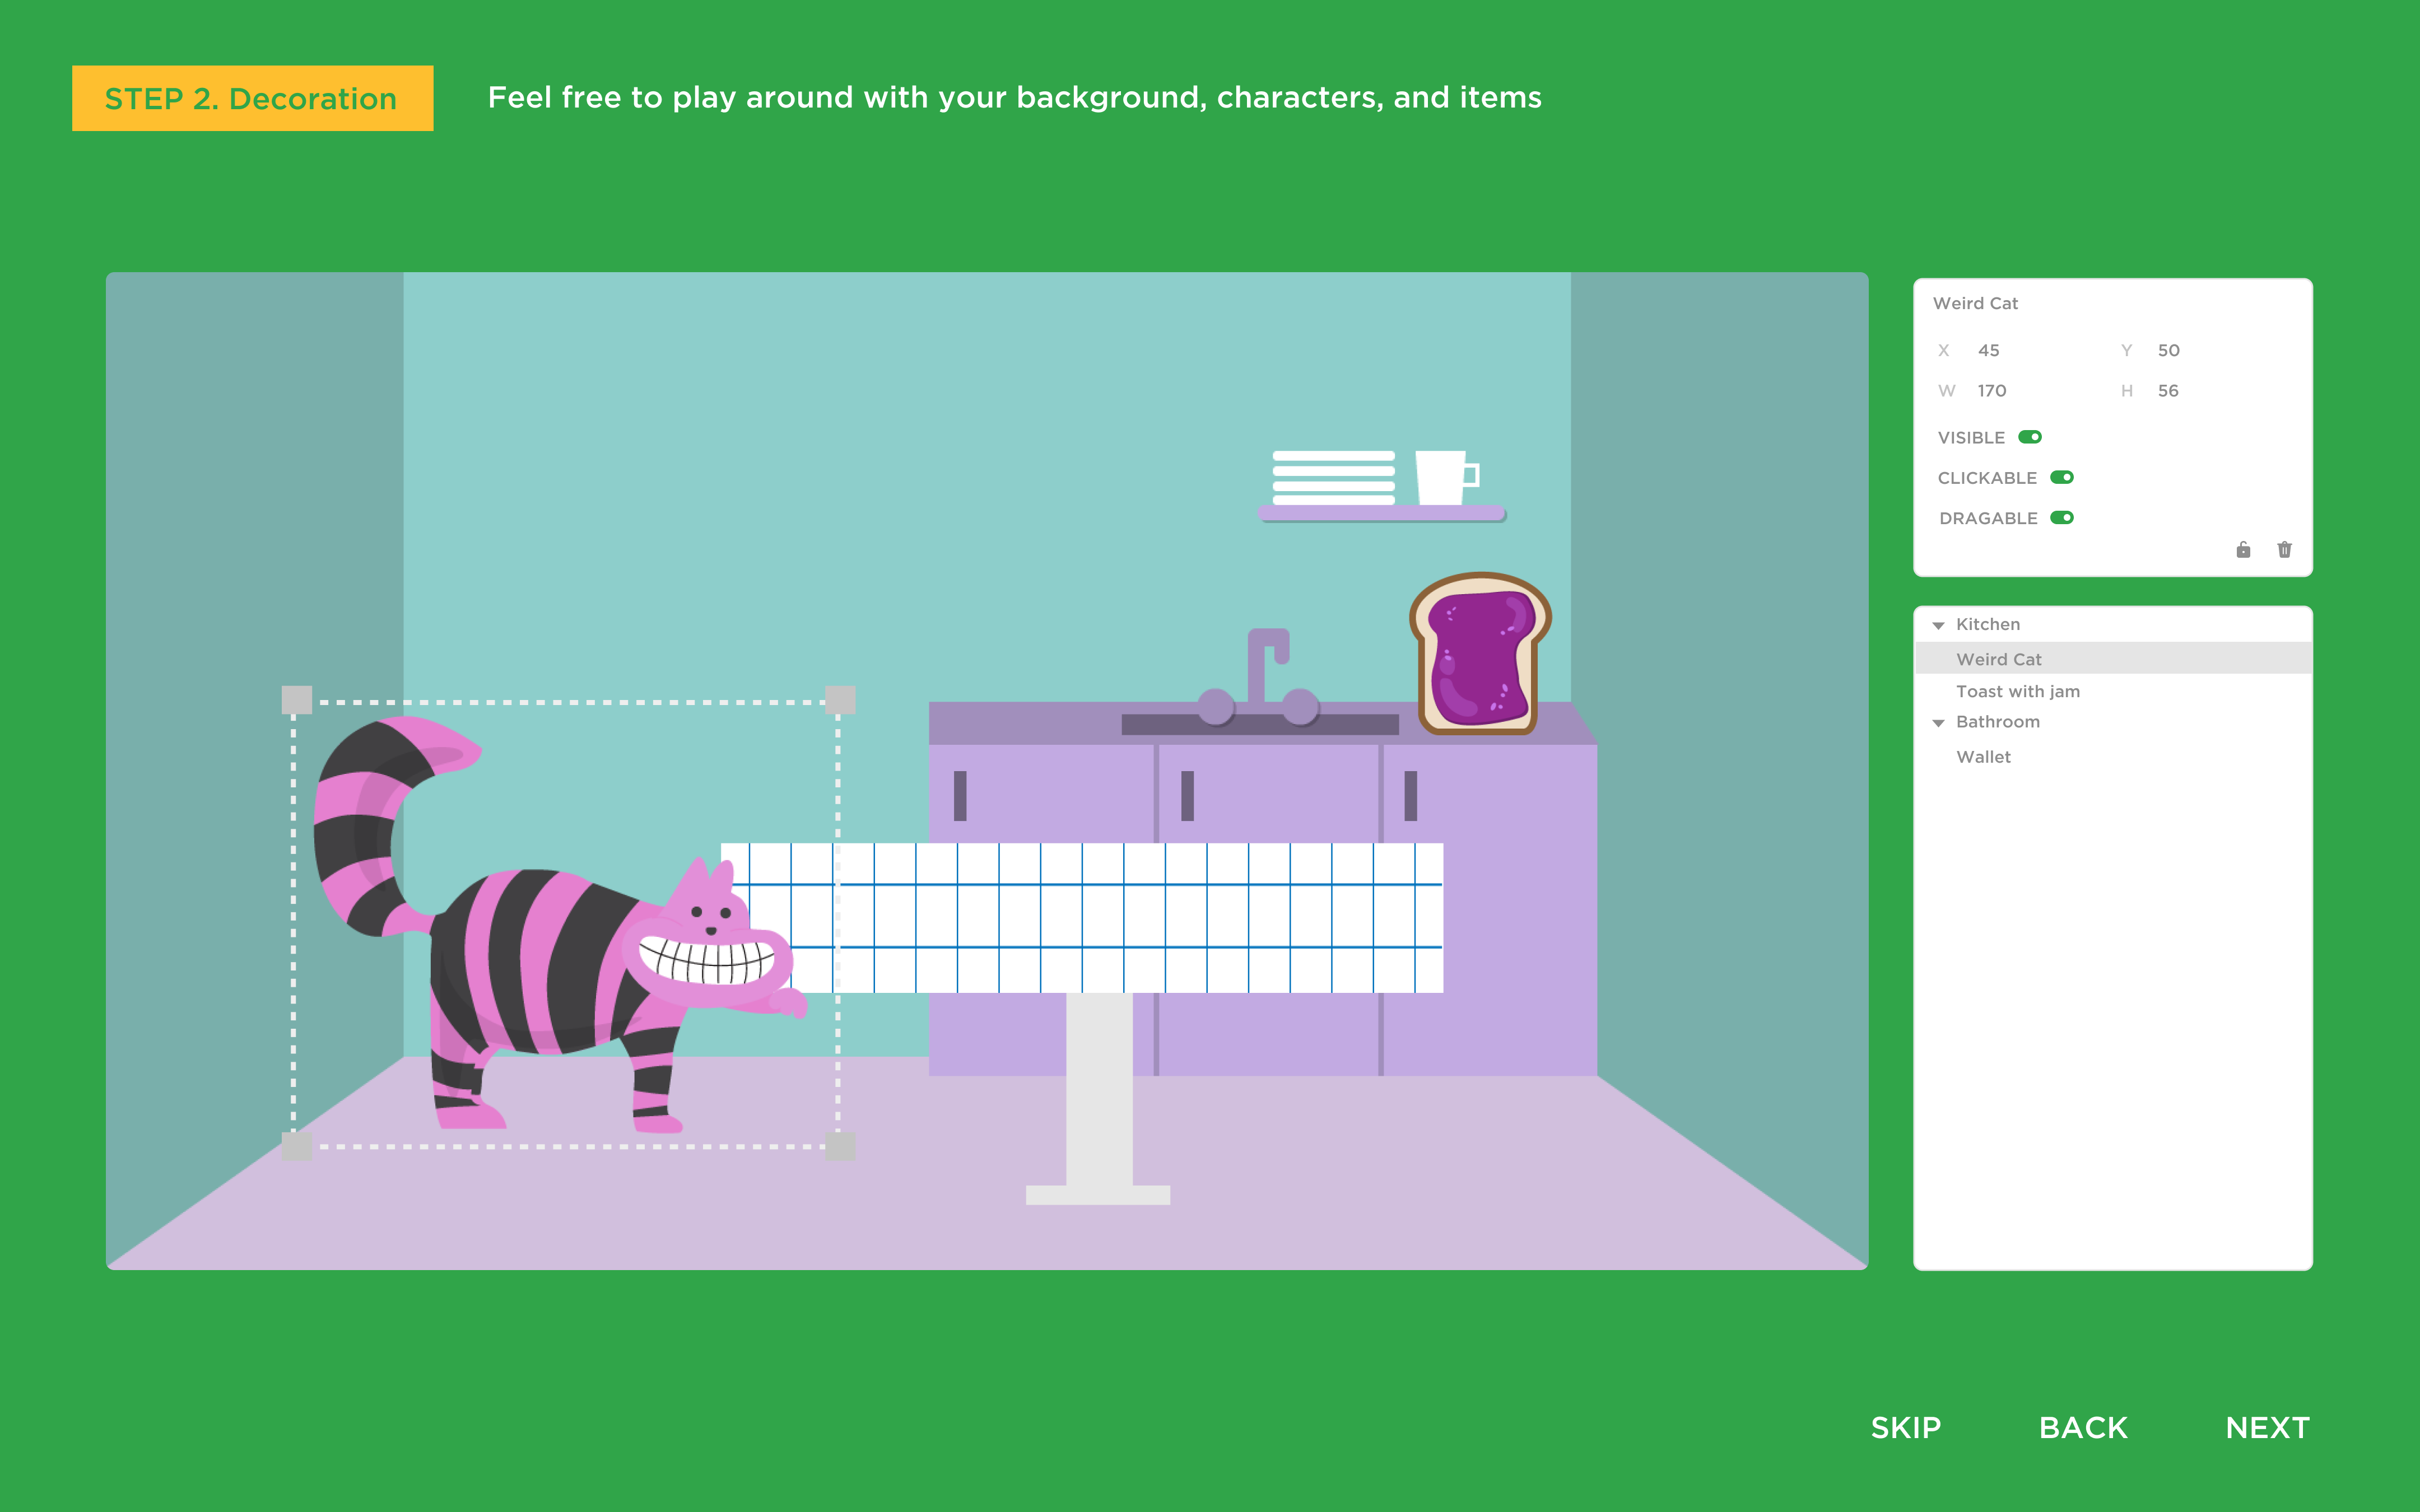 STEP 2. Decoration
Feel free to play around with your background, characters, and items
Weird Cat
X 45 Y 50
W 170 H 56
VISIBLE
CLICKABLE
DRAGABLE
Kitchen
Weird Cat
Toast with jam
Bathroom
Wallet
SKIP BACK NEXT